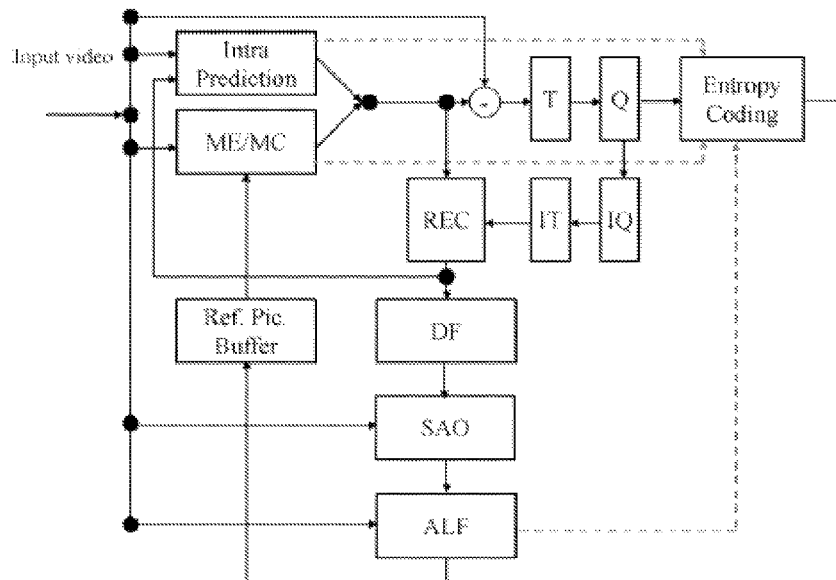 Input video
Intra
Prediction
T
Q
Entropy
Coding
ME/MC
REC
IT
IQ
Ref. Pic.
Buffer
DF
SAO
ALF